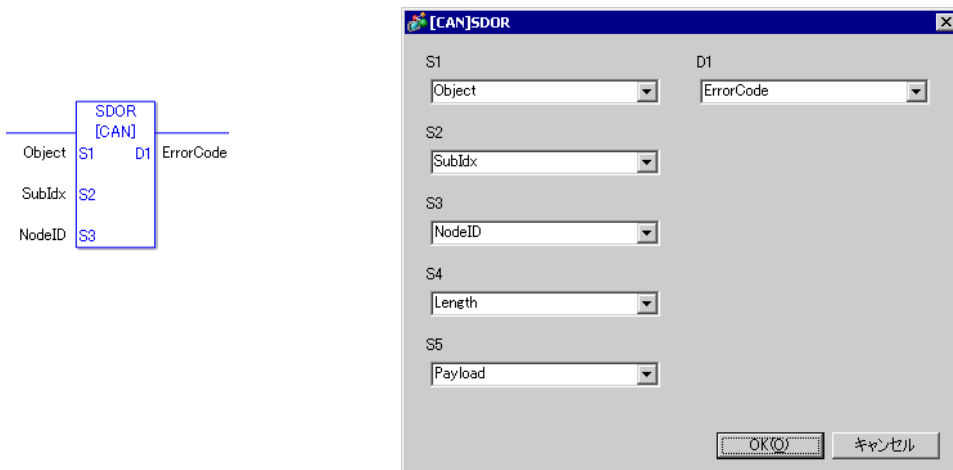 SDOR
[CAN]
Object S1 D1 ErrorCode
SubIdx S2
NodeID S3
[CAN]SDOR
S1 D1
Object ErrorCode
S2
SubIdx
S3
NodeID
S4
Length
S5
Payload
OK(O) キャンセル